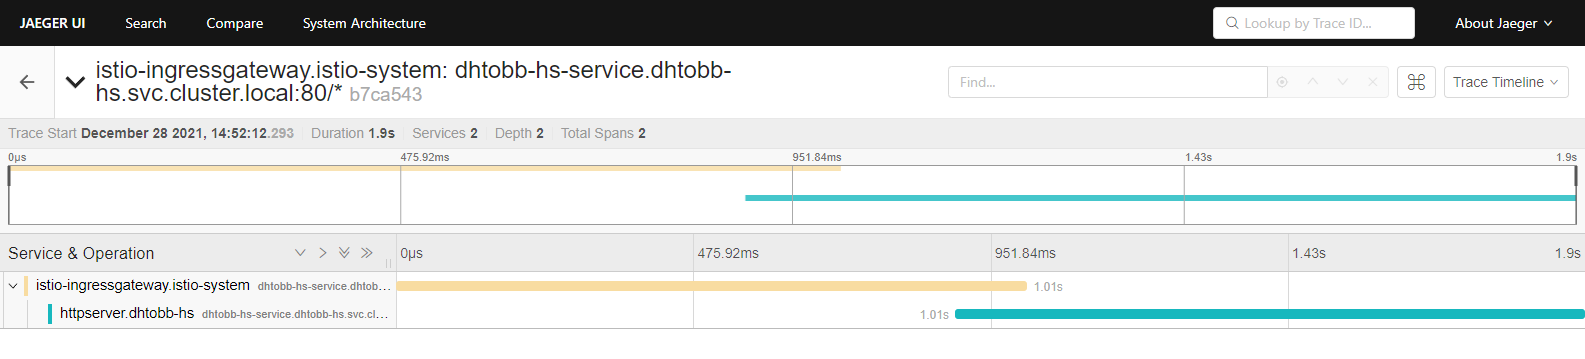 JAEGER UI Search Compare System Architecture Lookup by Trace ID... About Jaeger
istio-ingressgateway.istio-system: dhtobb-hs-service.dhtobb-
hs.svc.cluster.local:80/* b7ca543
Find...
Trace Timeline
Trace Start December 28 2021, 14:52:12.293 Duration 1.9s Services 2 Depth 2 Total Spans 2
0μs 475.92ms 951.84ms 1.43s 1.9s
Service & Operation 0μs 475.92ms 951.84ms 1.43s 1.9s
istio-ingressgateway.istio-system dhtobb-hs-service.dhtob... 1.01s
httpserver.dhtobb-hs dhtobb-hs-service.dhtobb-hs.svc.cl... 1.01s